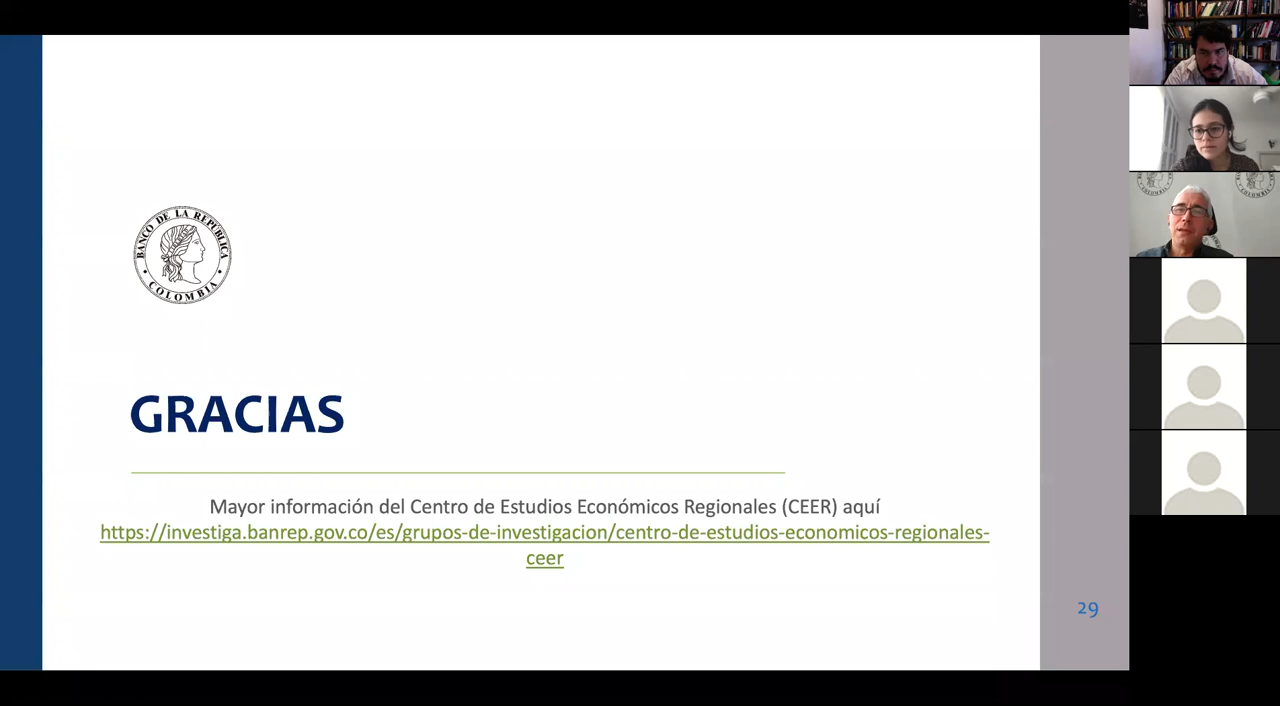 BANCO DE LA REPÚBLICA
COLOMBIA
GRACIAS
Mayor información del Centro de Estudios Económicos Regionales (CEER) aquí
https://investiga.banrep.gov.co/es/grupos-de-investigacion/centro-de-estudios-economicos-regionales-
ceer
29